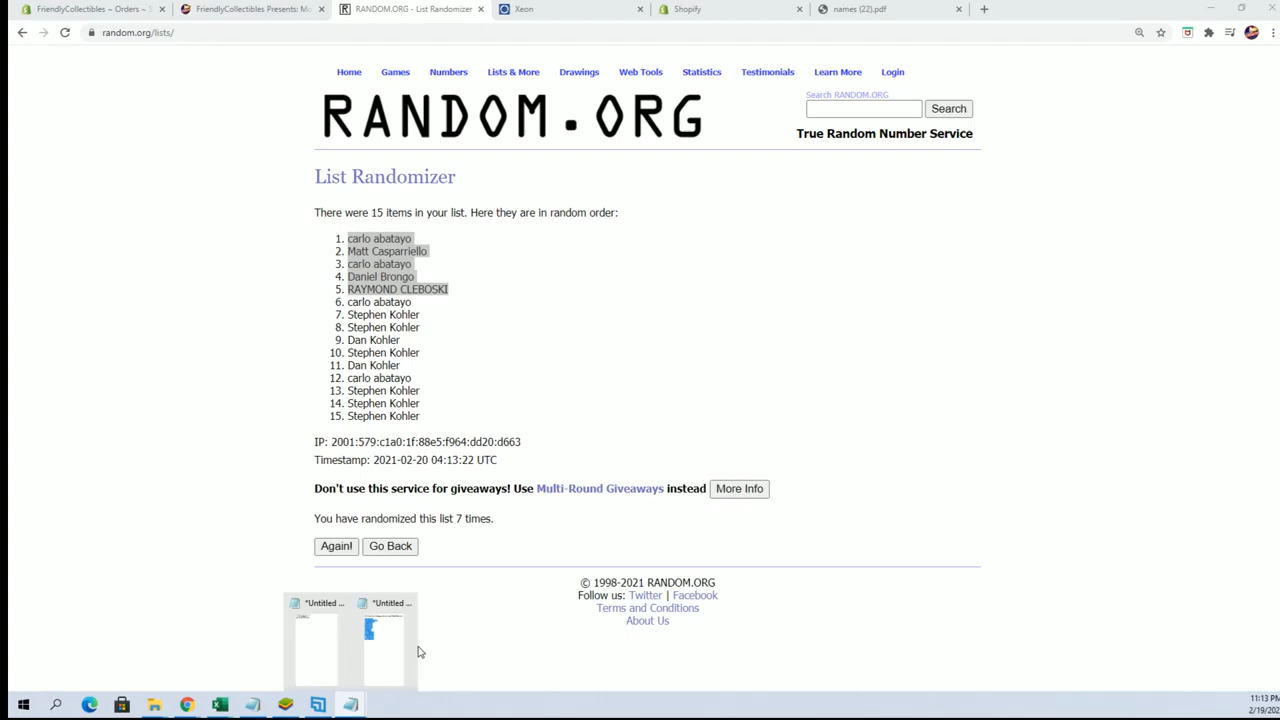 FriendlyCollectibles ~ Orders ~ S
FriendlyCollectibles Presents: Mo
RANDOM.ORG - List Randomizer
Xeon
Shopify
names (22).pdf
random.org/lists/
Home Games Numbers Lists & More Drawings Web Tools Statistics Testimonials Learn More Login
Search RANDOM.ORG
RANDOM.ORG
Search
True Random Number Service
List Randomizer
There were 15 items in your list. Here they are in random order:
1. carlo abatayo
2. Matt Casparriello
3. carlo abatayo
4. Daniel Brongo
5. RAYMOND CLEBOSKI
6. carlo abatayo
7. Stephen Kohler
8. Stephen Kohler
9. Dan Kohler
10. Stephen Kohler
11. Dan Kohler
12. carlo abatayo
13. Stephen Kohler
14. Stephen Kohler
15. Stephen Kohler
IP: 2001:579:c1a0:1f:88e5:f964:dd20:d663
Timestamp: 2021-02-20 04:13:22 UTC
Don't use this service for giveaways! Use Multi-Round Giveaways instead More Info
You have randomized this list 7 times.
Again! Go Back
© 1998-2021 RANDOM.ORG
Follow us: Twitter | Facebook
Terms and Conditions
About Us
*Untitled ... *Untitled ...
11:13 PM
2/19/202